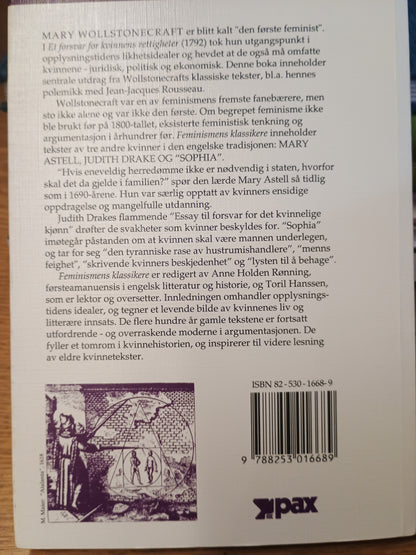 MARY WOLLSTONECRAFT er blitt kalt "den første feminist".
I Et forsvar for kvinnens rettigheter (1792) tok hun utgangspunkt i
opplysningstidens likhetsidealer og hevdet at de også må omfatte
kvinnene - juridisk, politisk og økonomisk. Denne boka inneholder
sentrale utdrag fra Wollstonecrafts klassiske tekster, bl.a. hennes
polemikk med Jean-Jacques Rousseau.
Wollstonecraft var en av feminismens fremste fanebærere, men
sto ikke alene og var ikke den første. Om begrepet feminisme ikke
ble brukt før på 1800-tallet, eksisterte feministisk tenkning og
argumentasjon i århundrer før. Feminismens klassikere inneholder
tekster av tre andre kvinner i den engelske tradisjonen: MARY
ASTELL, JUDITH DRAKE OG "SOPHIA".
"Hvis eneveldig herredømme ikke er nødvendig i staten, hvorfor
skal det da gjelde i familien?" spør den lærde Mary Astell så tidlig
som i 1690-årene. Hun var særlig opptatt av kvinners ensidige
oppdragelse og mangelfulle utdanning.
Judith Drakes flammende "Essay til forsvar for det kvinnelige
kjønn" drøfter de svakheter som kvinner beskyldes for. "Sophia"
imøtegår påstanden om at kvinnen skal være mannen underlegen,
og tar for seg "den tyranniske rase av hustrumishandlere", "menns
feighet", "skrivende kvinners beskjedenhet" og "lysten til å behage".
Feminismens klassikere er redigert av Anne Holden Rønning,
førsteamanuensis i engelsk litteratur og historie, og Toril Hanssen,
som er lektor og oversetter. Innledningen omhandler opplysnings-
tidens idealer, og tegner et levende bilde av kvinnenes liv og
litterære innsats. De flere hundre år gamle tekstene er fortsatt
utfordrende - og overraskende moderne i argumentasjonen. De
fyller et tomrom i kvinnehistorien, og inspirerer til videre lesning
av eldre kvinnetekster.
ISBN 82-530-1668-9
9 788253 016689
pax